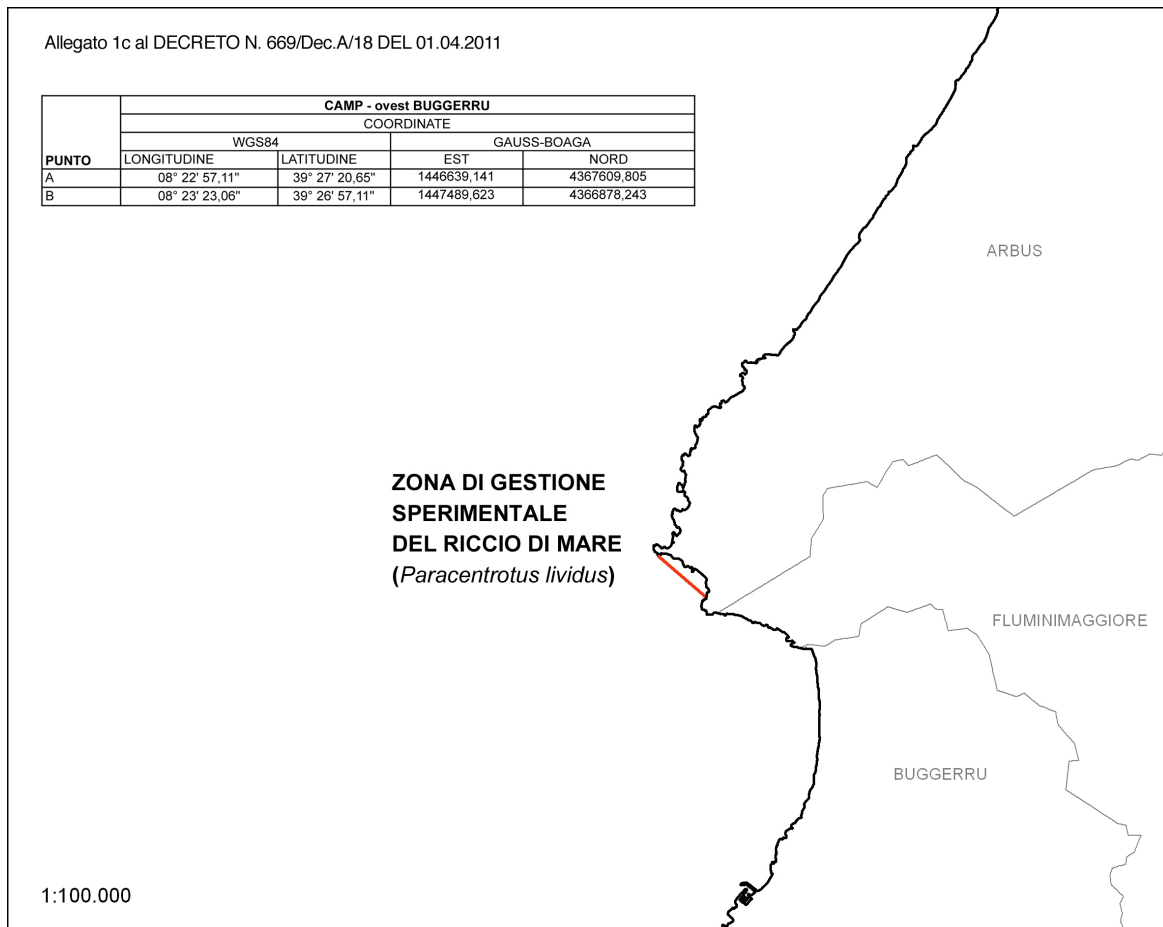 Allegato 1c al DECRETO N. 669/Dec.A/18 DEL 01.04.2011
CAMP - ovest BUGGERRU
COORDINATE
WGS84 GAUSS-BOAGA
PUNTO LONGITUDINE LATITUDINE EST NORD
A 08° 22' 57,11" 39° 27' 20,65" 1446639,141 4367609,805
B 08° 23' 23,06" 39° 26' 57,11" 1447489,623 4366878,243
ARBUS
ZONA DI GESTIONE
SPERIMENTALE
DEL RICCIO DI MARE
(Paracentrotus lividus)
FLUMINIMAGGIORE
BUGGERRU
1:100.000